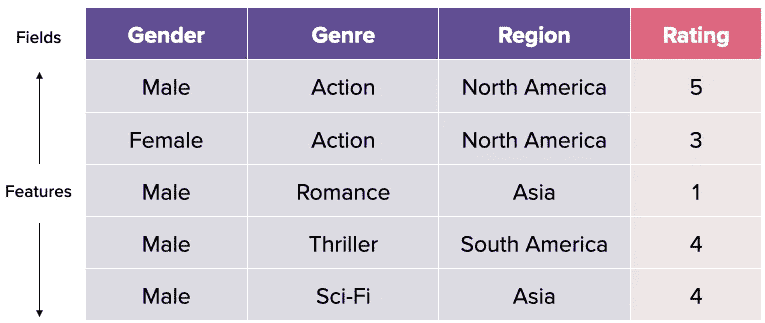 Fields Gender Genre Region Rating
Male Action North America 5
Female Action North America 3
Features Male Romance Asia 1
Male Thriller South America 4
Male Sci-Fi Asia 4